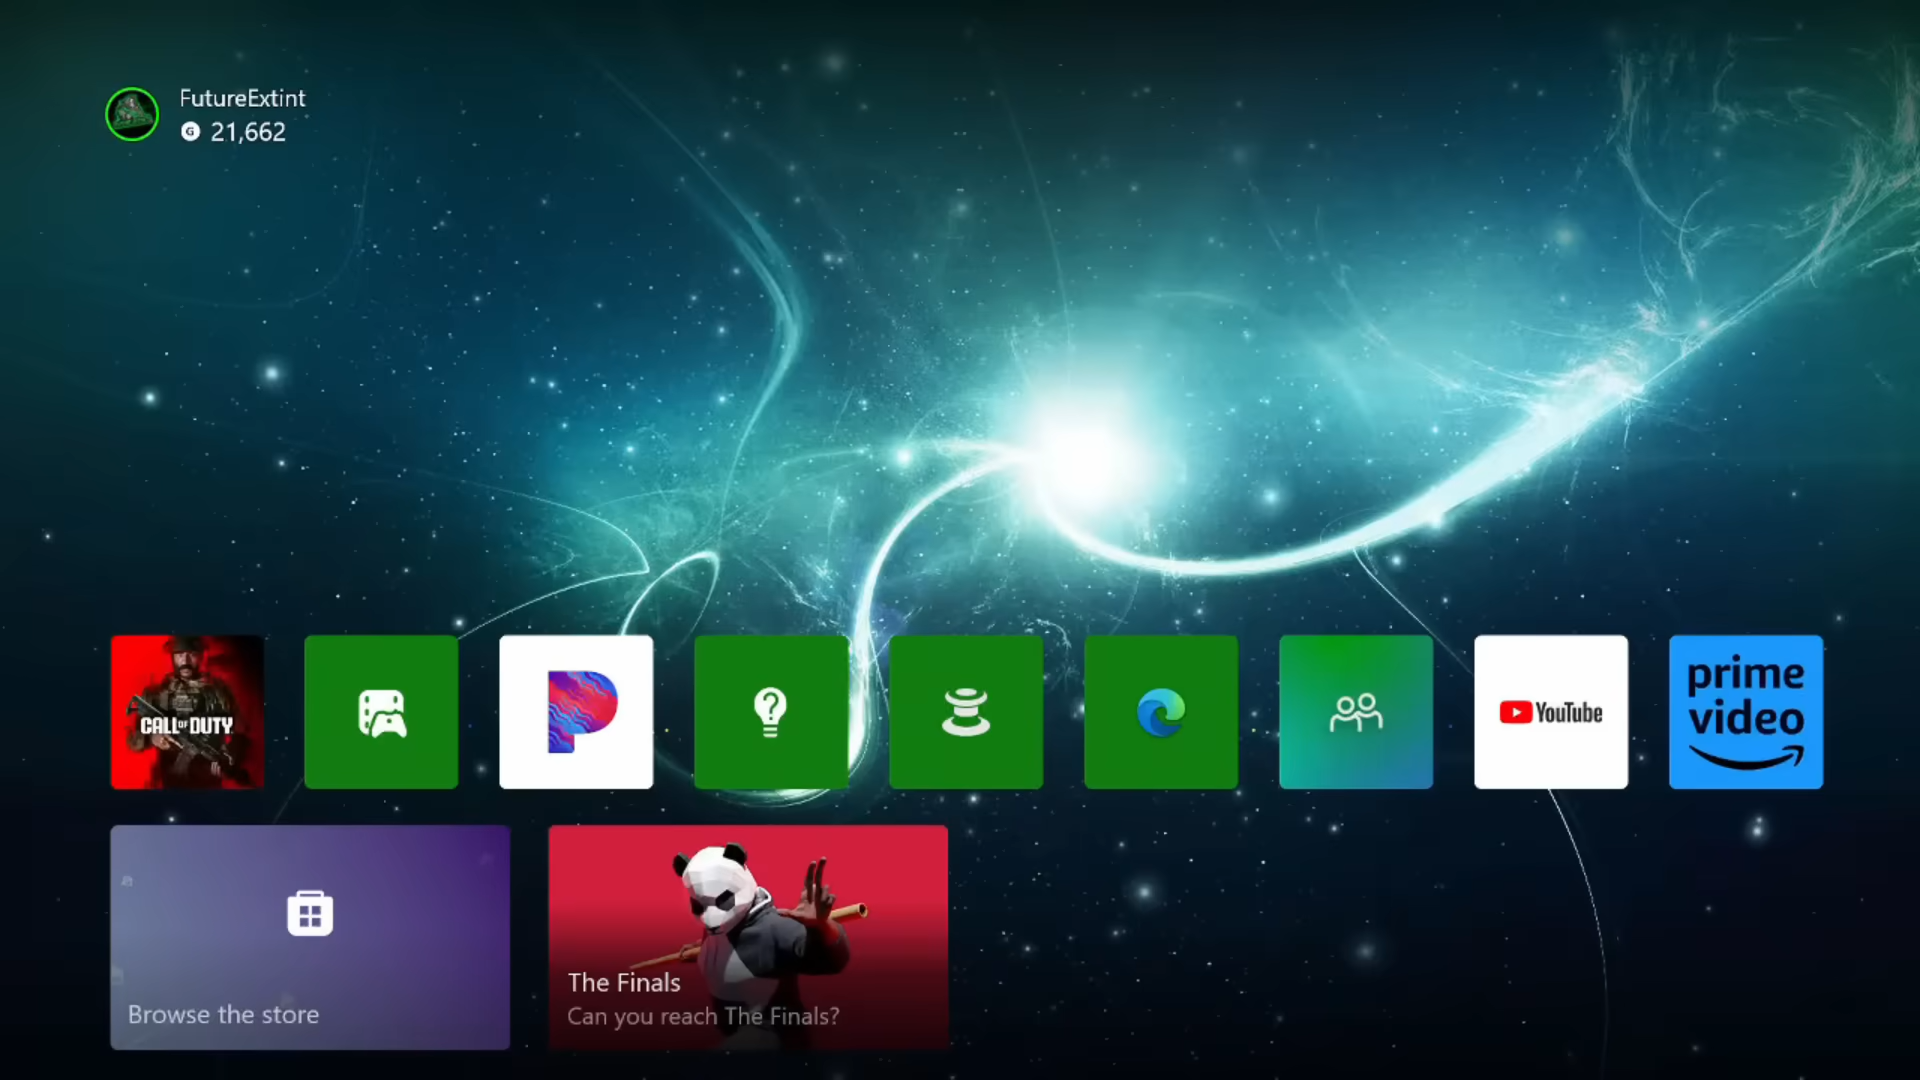 FutureExtint
G 21,662
CALL OF DUTY
YouTube
prime
video
Browse the store
The Finals
Can you reach The Finals?